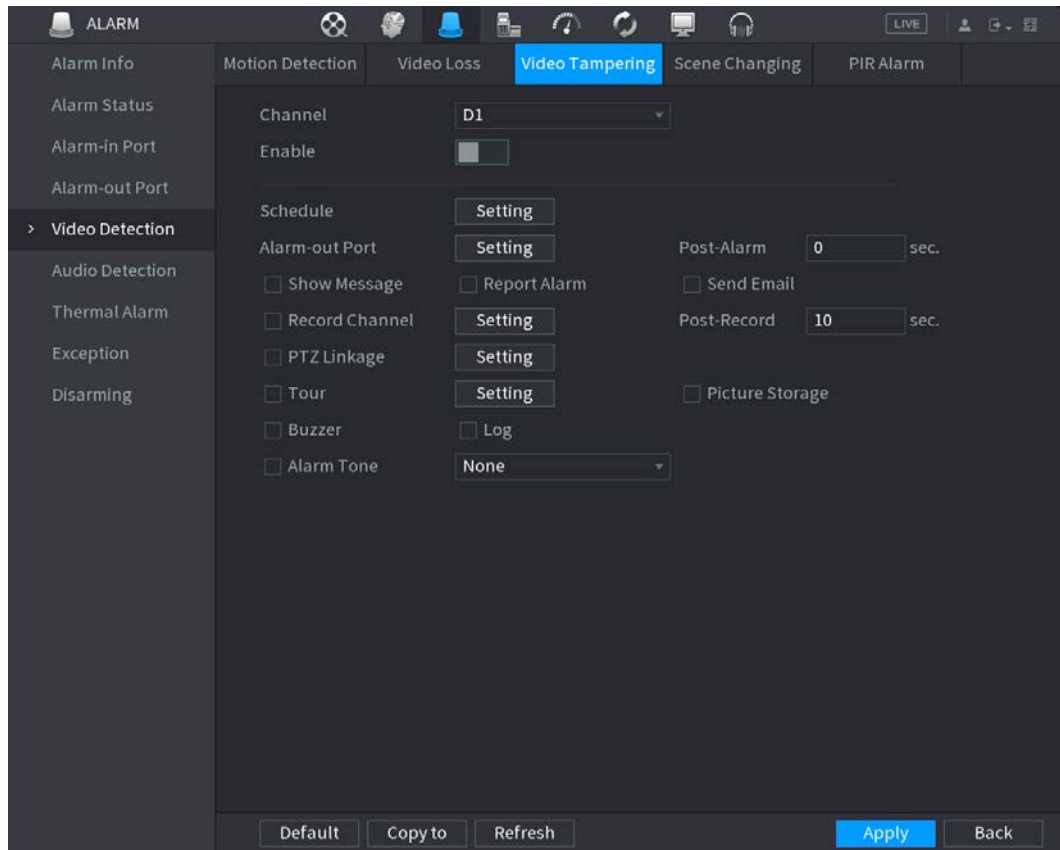 ALARM LIVE
Alarm Info
Alarm Status
Alarm-in Port
Alarm-out Port
> Video Detection
Audio Detection
Thermal Alarm
Exception
Disarming
Motion Detection Video Loss Video Tampering Scene Changing PIR Alarm
Channel D1
Enable
Schedule Setting
Alarm-out Port Setting Post-Alarm 0 sec.
Show Message Report Alarm Send Email
Record Channel Setting Post-Record 10 sec.
PTZ Linkage Setting
Tour Setting Picture Storage
Buzzer Log
Alarm Tone None
Default Copy to Refresh Apply Back